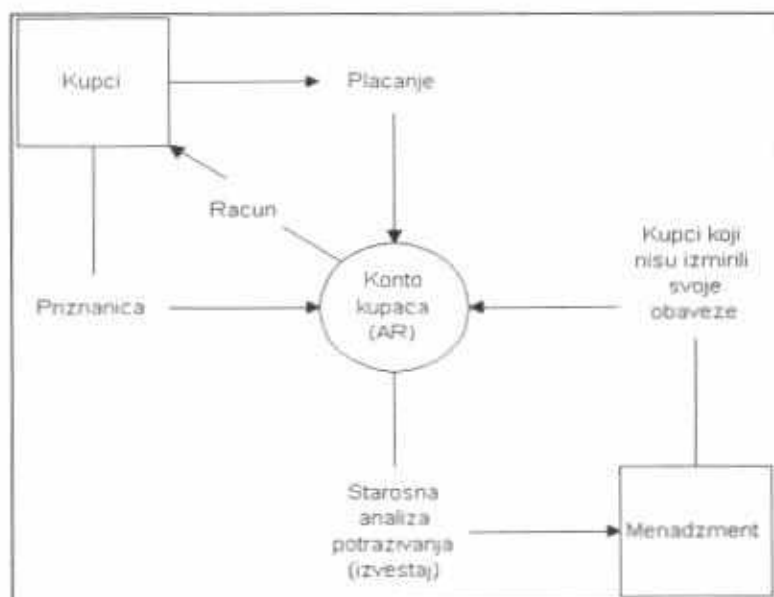 Kupci
Placanje
Racun
Kupci koji
nisu izmirili
svoje
obaveze
Priznanica
Konto
kupaca
(AR)
Starosna
analiza
potrazivanja
(izvestaj)
Menadzment